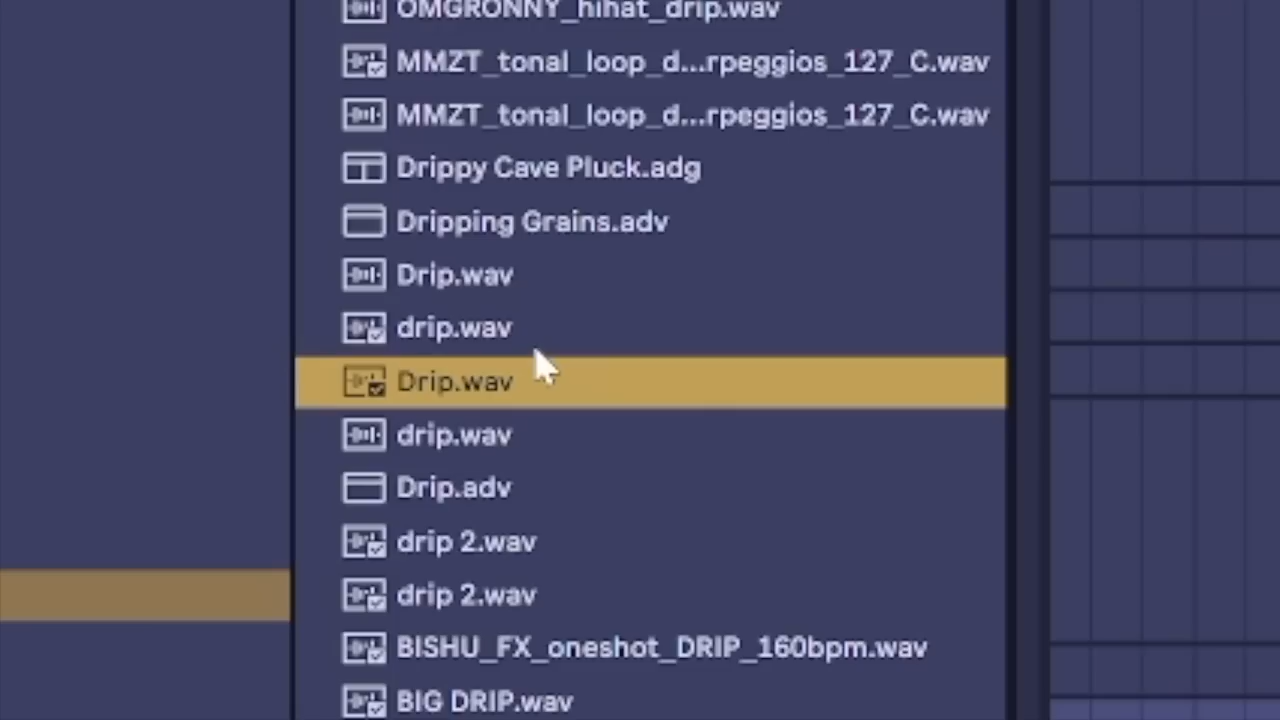 OMGRONNY_hihat_drip.wav
MMZT_tonal_loop_d...rpeggios_127_C.wav
MMZT_tonal_loop_d...rpeggios_127_C.wav
Drippy Cave Pluck.adg
Dripping Grains.adv
Drip.wav
drip.wav
Drip.wav
drip.wav
Drip.adv
drip 2.wav
drip 2.wav
BISHU_FX_oneshot_DRIP_160bpm.wav
BIG DRIP.wav